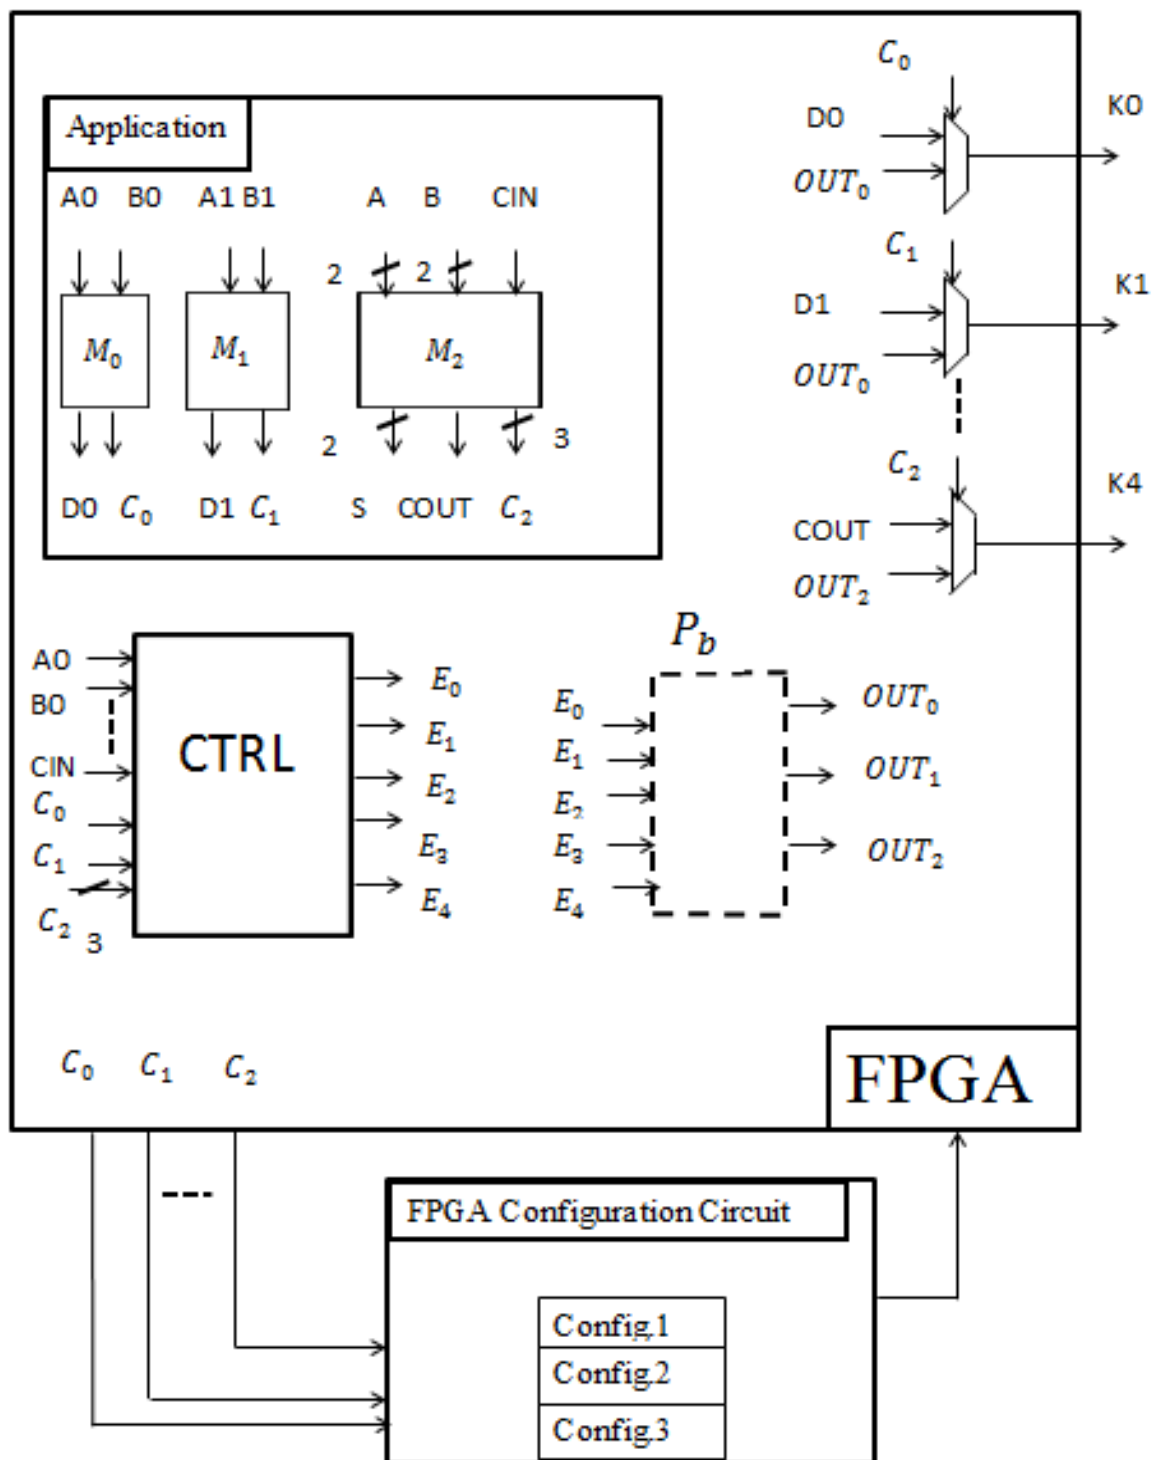 C₀
K0
D0
OUT₀
Application
A0 B0 A1 B1 A B CIN
C₁
K1
2 2
D1
M₀ M₁ M₂
OUT₀
2 3
C₂
K4
D0 C₀ D1 C₁ S COUT C₂
COUT
OUT₂
P_b
A0
B0
CIN
C₀
C₁
C₂ 3
CTRL
E₀
E₁
E₂
E₃
E₄
E₀
E₁
E₂
E₃
E₄
OUT₀
OUT₁
OUT₂
C₀ C₁ C₂
FPGA
FPGA Configuration Circuit
Config.1
Config.2
Config.3